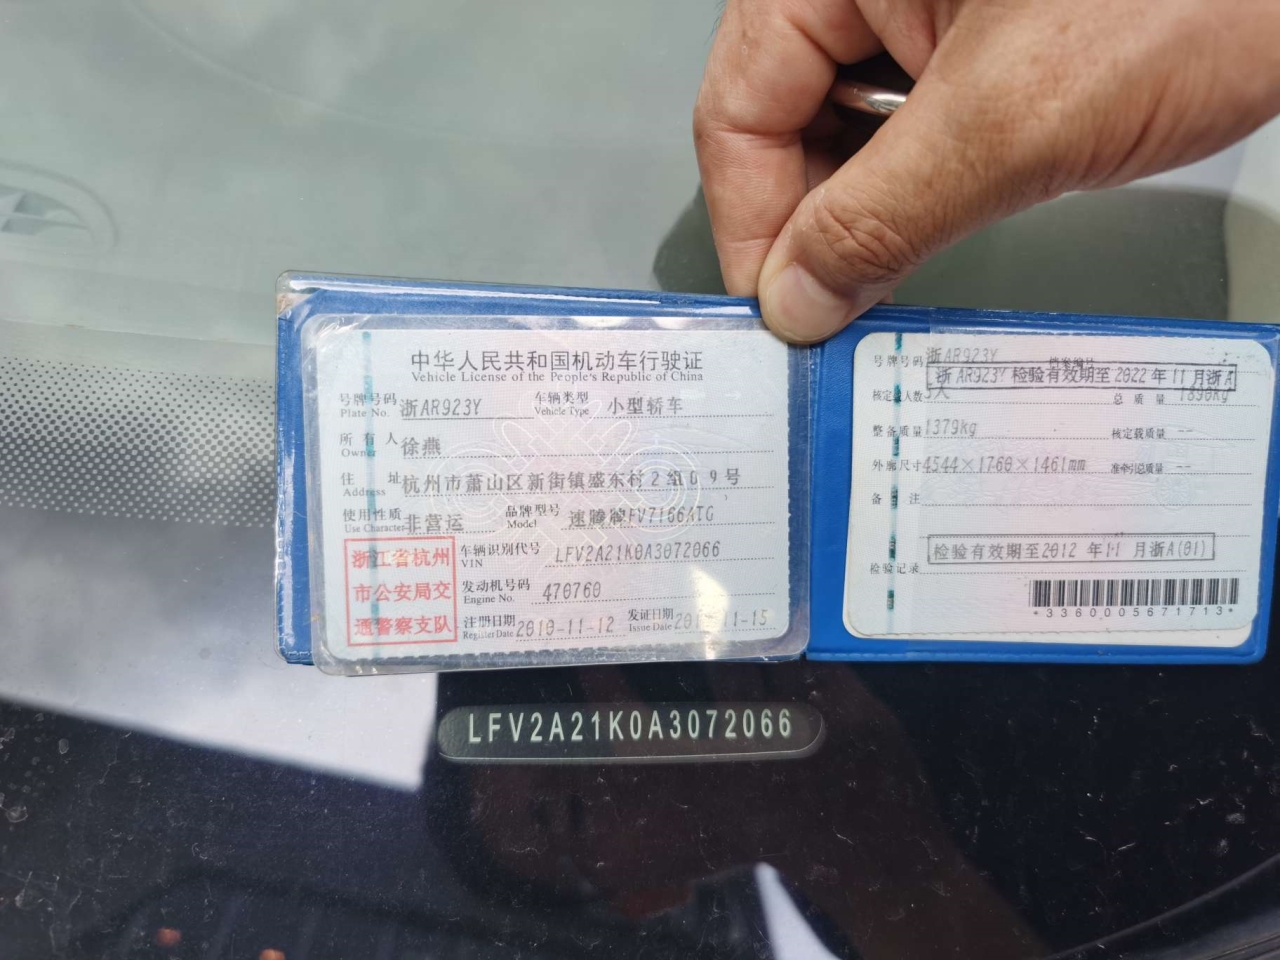 中华人民共和国机动车行驶证
Vehicle License of the People's Republic of China
号牌号码 Plate No. 浙AR923Y 车辆类型 Vehicle Type 小型轿车
所有人 Owner 徐燕
住址 Address 杭州市萧山区新街镇盛东村2组09号
使用性质 Use Character 非营运 品牌型号 Model 速腾牌FV7166ATG
浙江省杭州
市公安局交
通警察支队
车辆识别代号 VIN LFV2A21K0A3072066
发动机号码 Engine No. 470760
注册日期 Register Date 2010-11-12 发证日期 Issue Date 11-15
号牌号码 浙AR923Y 档案编号
浙AR923Y 检验有效期至2022年11月浙A
核定载人数 5人 总质量 1890kg
整备质量 1379kg 核定载质量 --
外廓尺寸 4544×1760×1461mm 准牵引总质量 --
备注
检验有效期至2012年11月浙A(01)
检验记录
*3360005671713*
LFV2A21K0A3072066